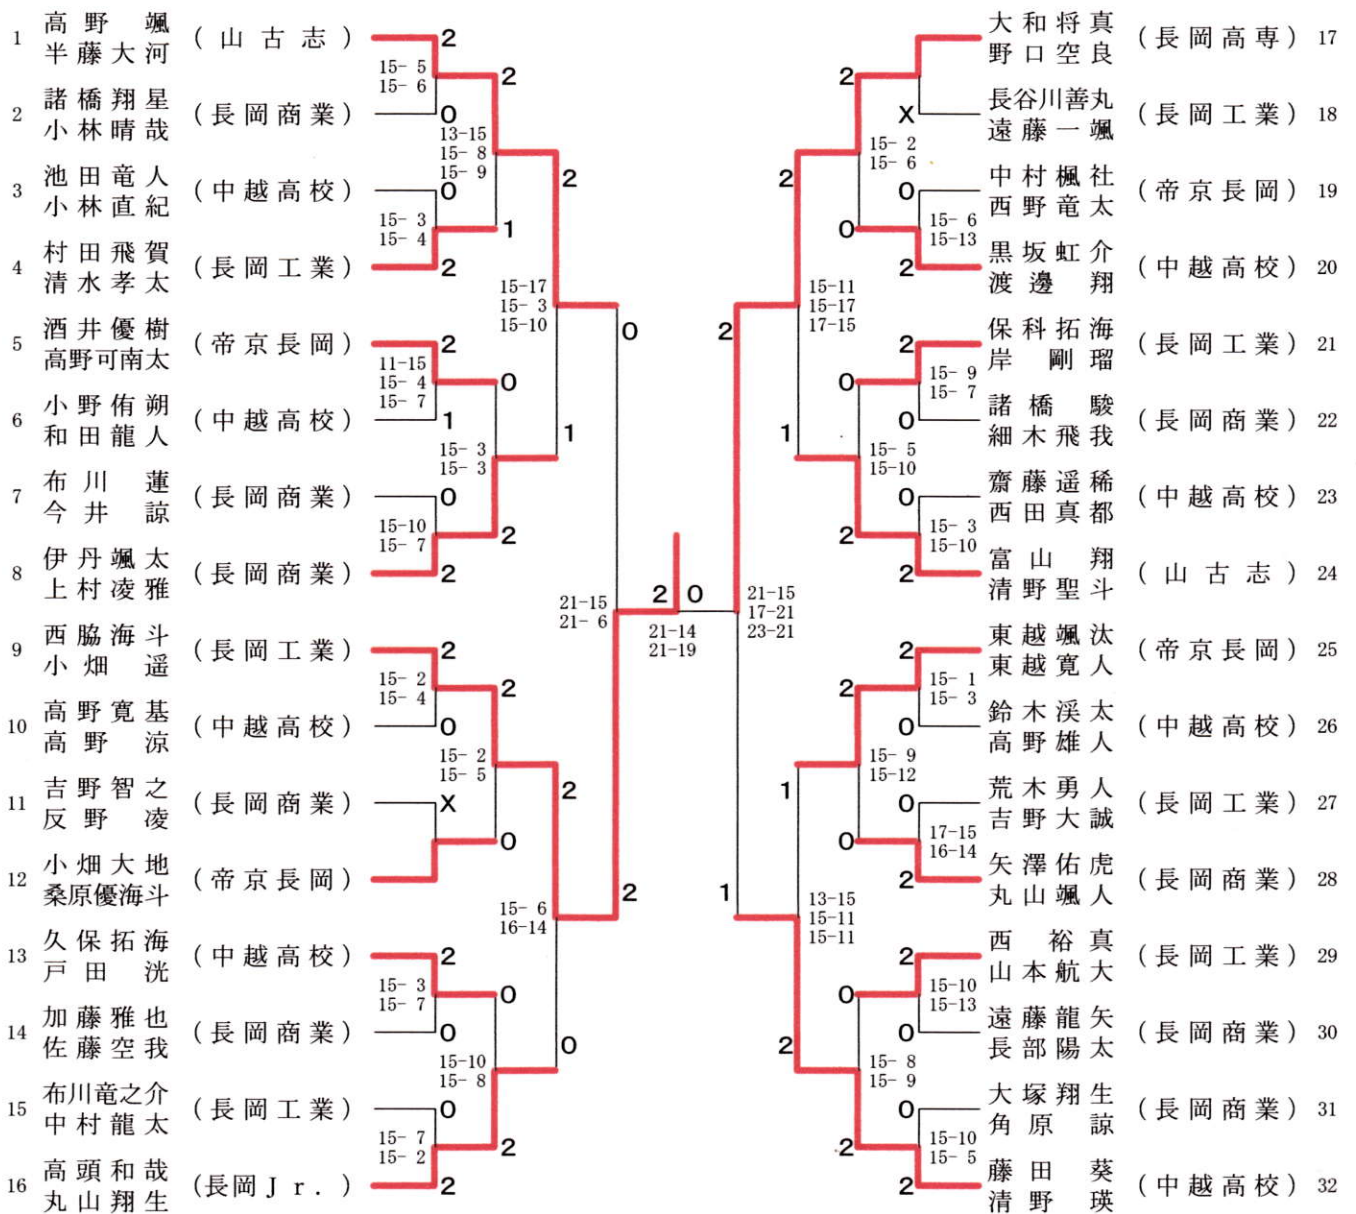 1 高野 颯 (山古志) 2
半藤大河
15- 5
15- 6
2
2 諸橋翔星 (長岡商業) 0
小林晴哉
13-15
15- 8
15- 9
2
3 池田竜人 (中越高校) 0
小林直紀
15- 3
15- 4
1
4 村田飛賀 (長岡工業) 2
清水孝太
15-17
15- 3
15-10
0
5 酒井優樹 (帝京長岡) 2
高野可南太
11-15
15- 4
15- 7
0
6 小野侑朔 (中越高校) 1
和田龍人
15- 3
15- 3
1
7 布川 蓮 (長岡商業) 0
今井 諒
15-10
15- 7
2
8 伊丹颯太 (長岡商業) 2
上村凌雅
21-15
21- 6
2 0
21-14
21-19
9 西脇海斗 (長岡工業) 2
小畑 遥
15- 2
15- 4
2
10 高野寛基 (中越高校) 0
高野 涼
15- 2
15- 5
2
11 吉野智之 (長岡商業) X
反野 凌
0
12 小畑大地 (帝京長岡)
桑原優海斗
15- 6
16-14
2
13 久保拓海 (中越高校) 2
戸田 洸
15- 3
15- 7
0
14 加藤雅也 (長岡商業) 0
佐藤空我
15-10
15- 8
0
15 布川竜之介 (長岡工業) 0
中村龍太
15- 7
15- 2
2
16 高頭和哉 (長岡Jr.) 2
丸山翔生
大和将真 (長岡高専) 17
野口空良
2
X 長谷川善丸 (長岡工業) 18
遠藤一颯
15- 2
15- 6
2
0 中村楓社 (帝京長岡) 19
西野竜太
15- 6
15-13
0
2 黒坂虹介 (中越高校) 20
渡邊 翔
15-11
15-17
17-15
2
2 保科拓海 (長岡工業) 21
岸 剛瑠
15- 9
15- 7
0
0 諸橋 駿 (長岡商業) 22
細木飛我
15- 5
15-10
1
0 齋藤遥稀 (中越高校) 23
西田真都
15- 3
15-10
2
2 富山 翔 (山古志) 24
清野聖斗
21-15
17-21
23-21
2 東越颯汰 (帝京長岡) 25
東越寛人
15- 1
15- 3
2
0 鈴木渓太 (中越高校) 26
高野雄人
15- 9
15-12
1
0 荒木勇人 (長岡工業) 27
吉野大誠
17-15
16-14
0
2 矢澤佑虎 (長岡商業) 28
丸山颯人
13-15
15-11
15-11
1
2 西 裕真 (長岡工業) 29
山本航大
15-10
15-13
0
0 遠藤龍矢 (長岡商業) 30
長部陽太
15- 8
15- 9
2
0 大塚翔生 (長岡商業) 31
角原 諒
15-10
15- 5
2
2 藤田 葵 (中越高校) 32
清野 瑛